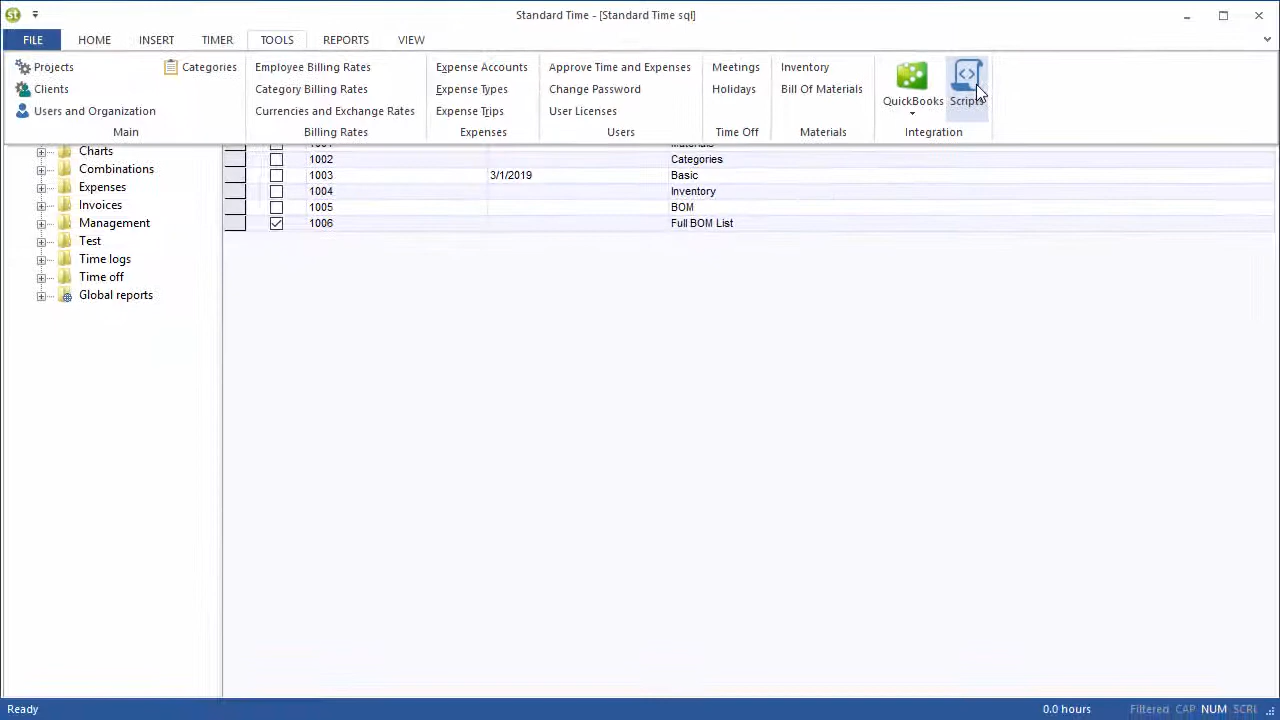 st
Standard Time - [Standard Time sql]
FILE HOME INSERT TIMER TOOLS REPORTS VIEW
Projects
Categories
Clients
Users and Organization
Main
Employee Billing Rates
Category Billing Rates
Currencies and Exchange Rates
Billing Rates
Expense Accounts
Expense Types
Expense Trips
Expenses
Approve Time and Expenses
Change Password
User Licenses
Users
Meetings
Holidays
Time Off
Inventory
Bill Of Materials
Materials
QuickBooks
Scripts
Integration
Charts
Combinations
Expenses
Invoices
Management
Test
Time logs
Time off
Global reports
1001 Materials
1002 Categories
1003 3/1/2019 Basic
1004 Inventory
1005 BOM
1006 Full BOM List
Ready 0.0 hours Filtered CAP NUM SCRL